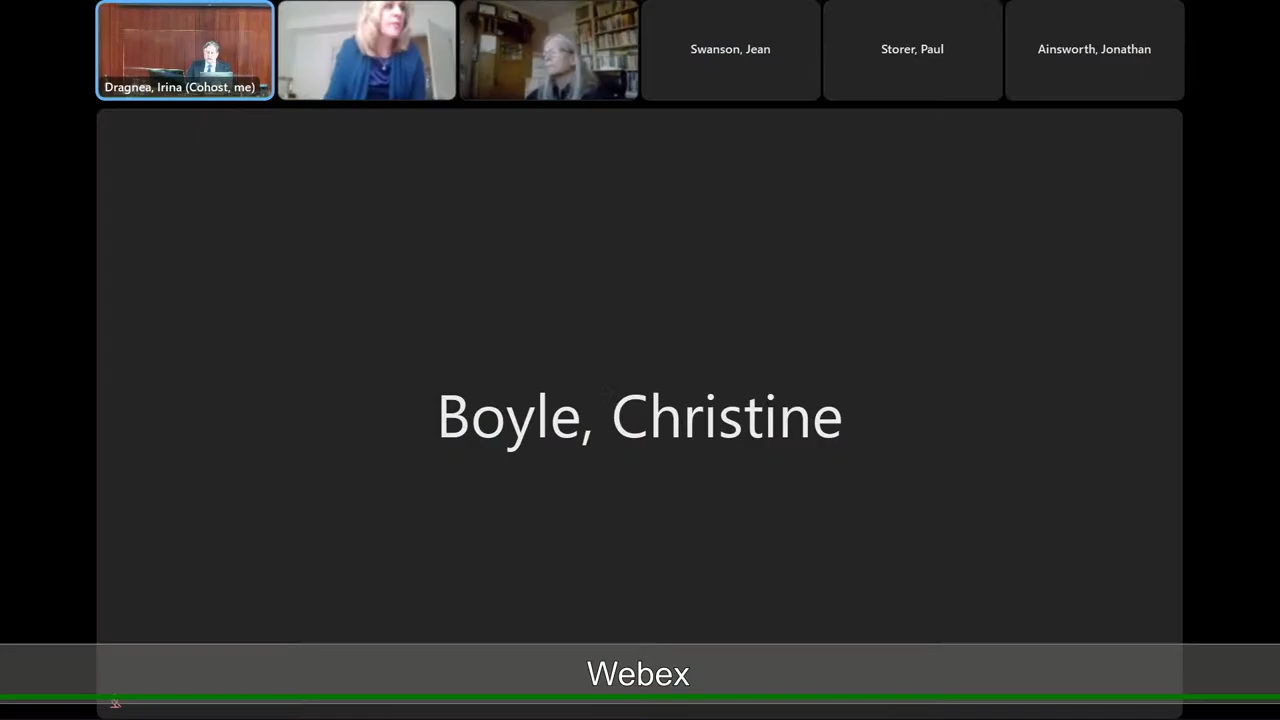 Dragnea, Irina (Cohost, me)
Swanson, Jean
Storer, Paul
Ainsworth, Jonathan
Boyle, Christine
Webex